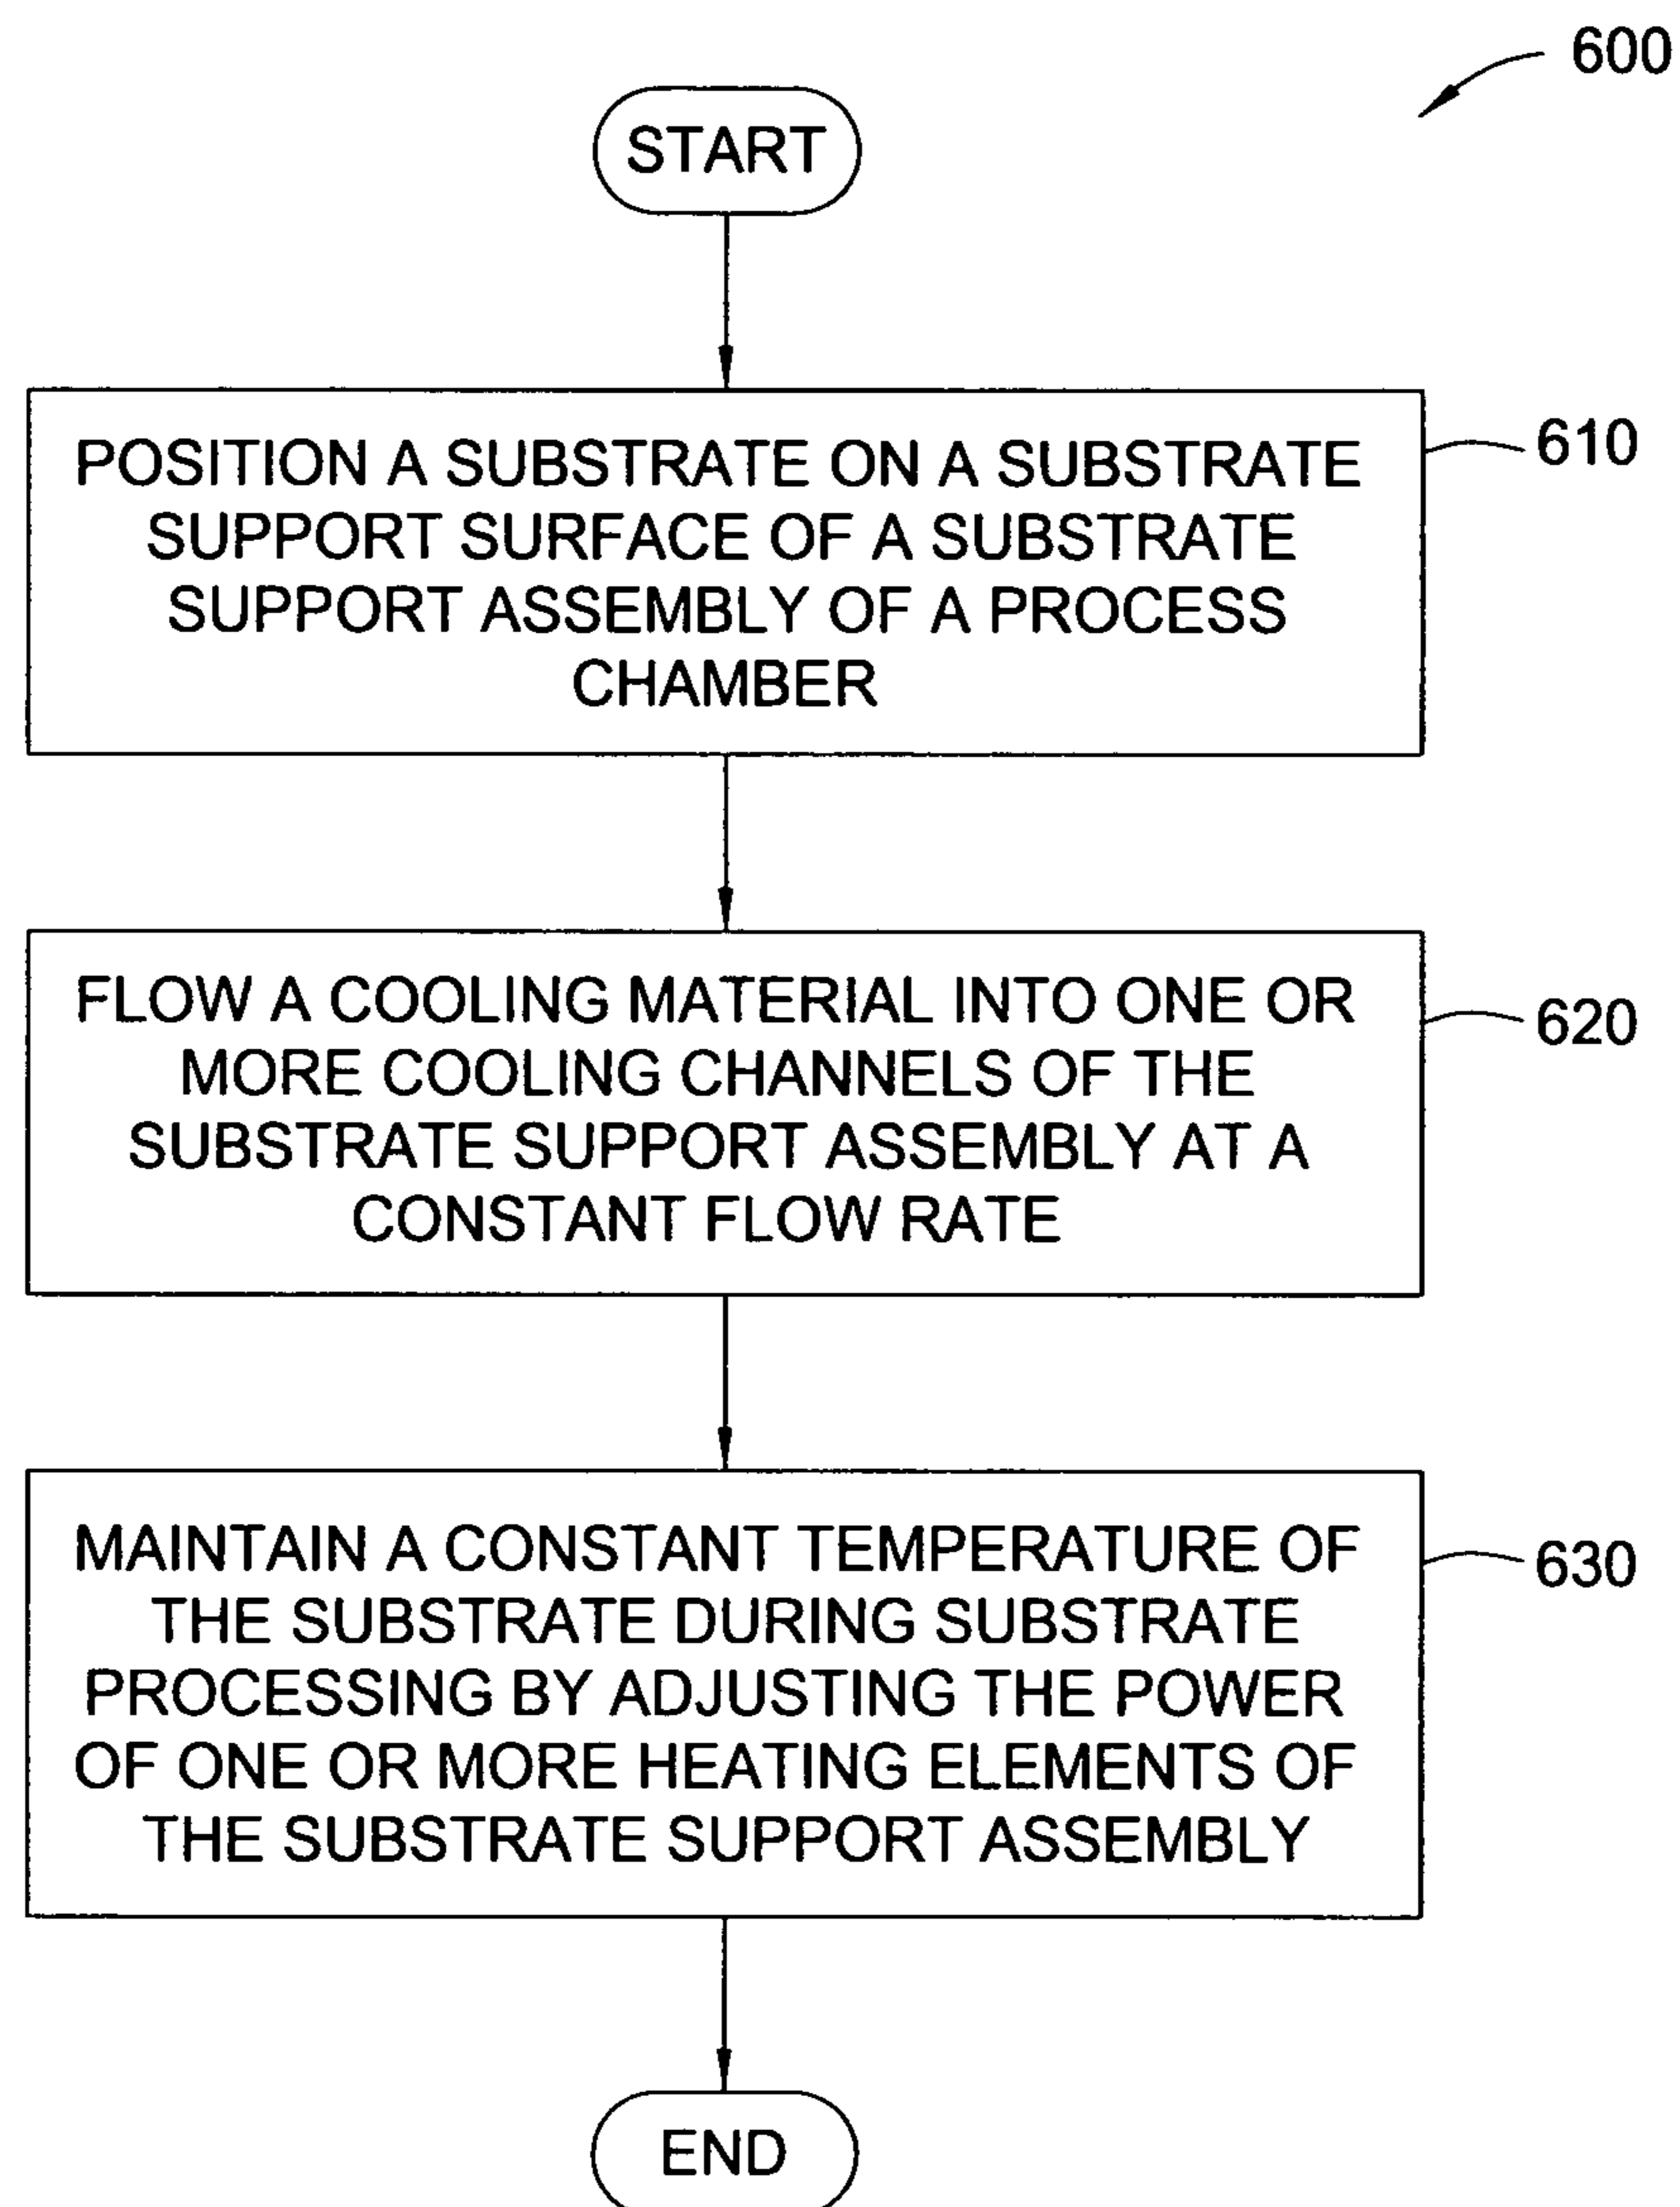 600
START
POSITION A SUBSTRATE ON A SUBSTRATE
SUPPORT SURFACE OF A SUBSTRATE
SUPPORT ASSEMBLY OF A PROCESS
CHAMBER
610
FLOW A COOLING MATERIAL INTO ONE OR
MORE COOLING CHANNELS OF THE
SUBSTRATE SUPPORT ASSEMBLY AT A
CONSTANT FLOW RATE
620
MAINTAIN A CONSTANT TEMPERATURE OF
THE SUBSTRATE DURING SUBSTRATE
PROCESSING BY ADJUSTING THE POWER
OF ONE OR MORE HEATING ELEMENTS OF
THE SUBSTRATE SUPPORT ASSEMBLY
630
END